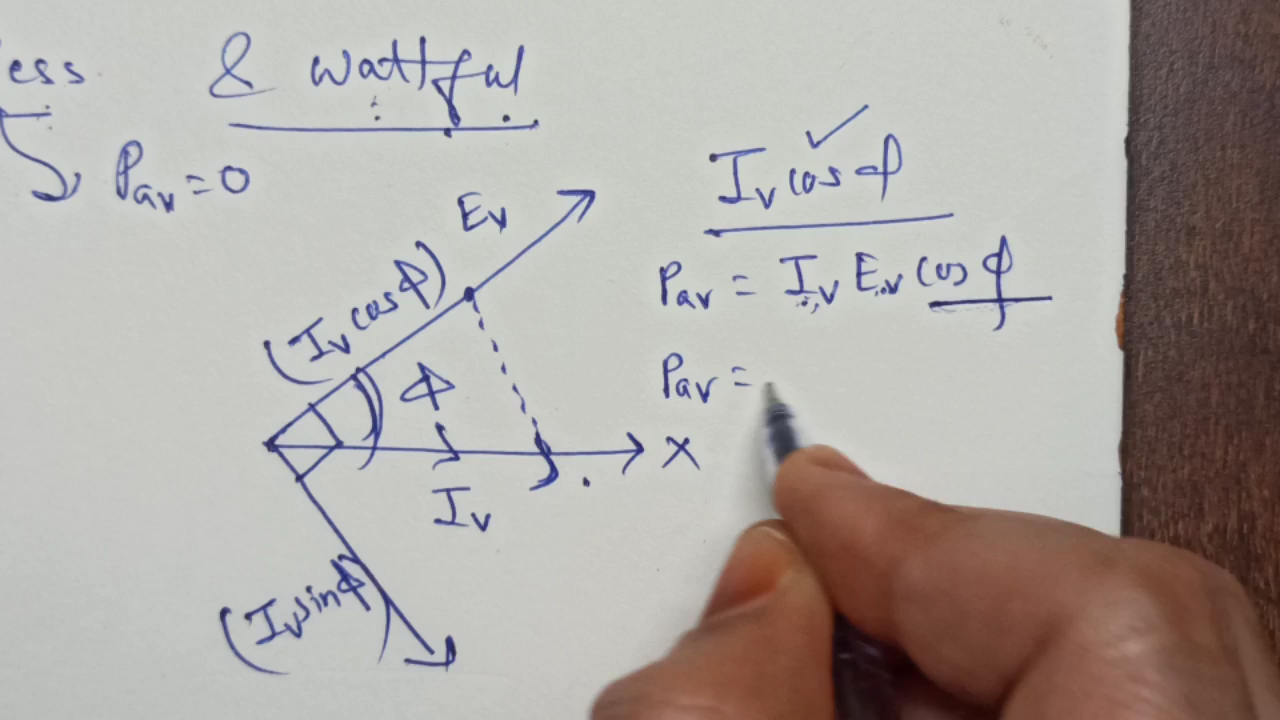 ess & wattful
Pav = 0
Iv cos φ
Ev
Pav = Iv Ev cos φ
(Iv cos φ)
φ
Pav =
X
Iv
(Iv sin φ)